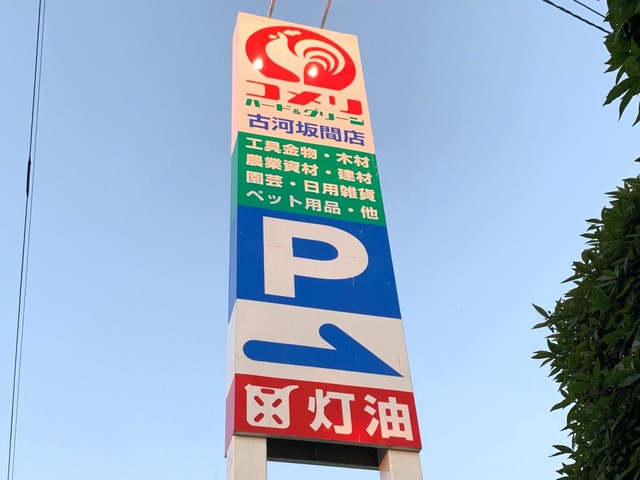 コメリ
ハード&グリーン
古河坂間店
工具金物・木材
農業資材・建材
園芸・日用雑貨
ペット用品・他
P
灯油